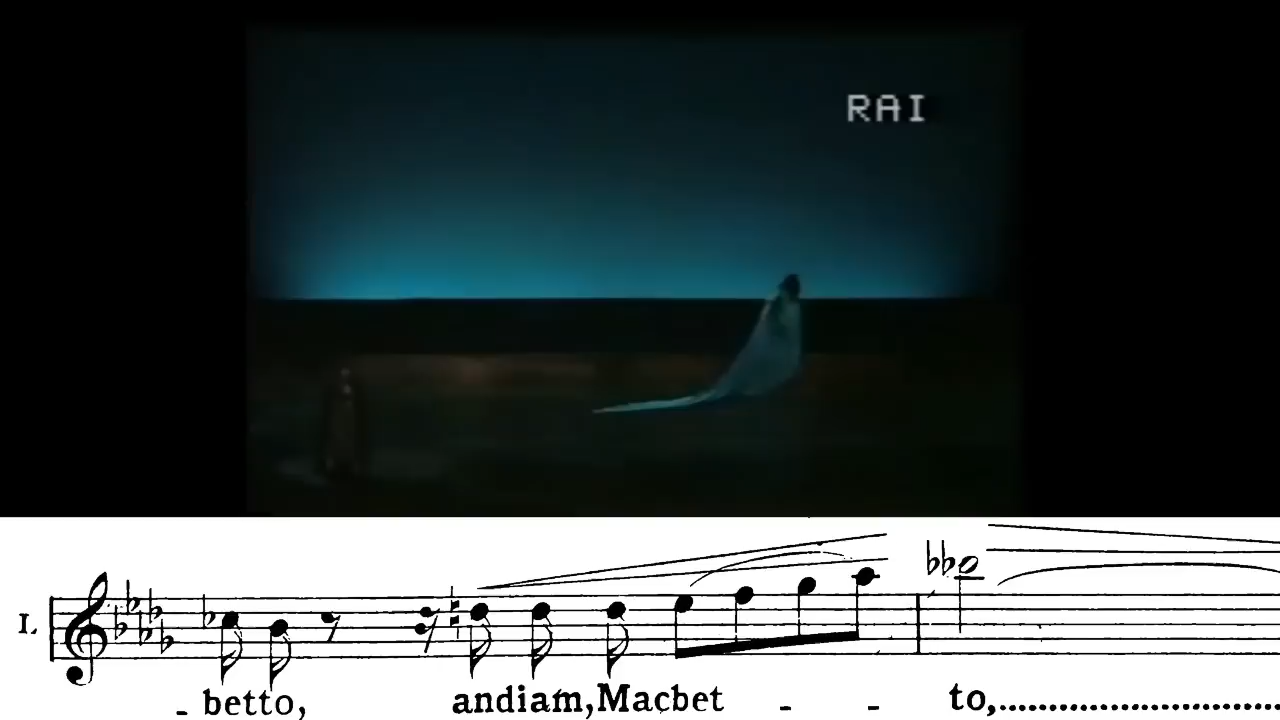 RAI
I.
- betto, andiam, Macbet - - to,................................